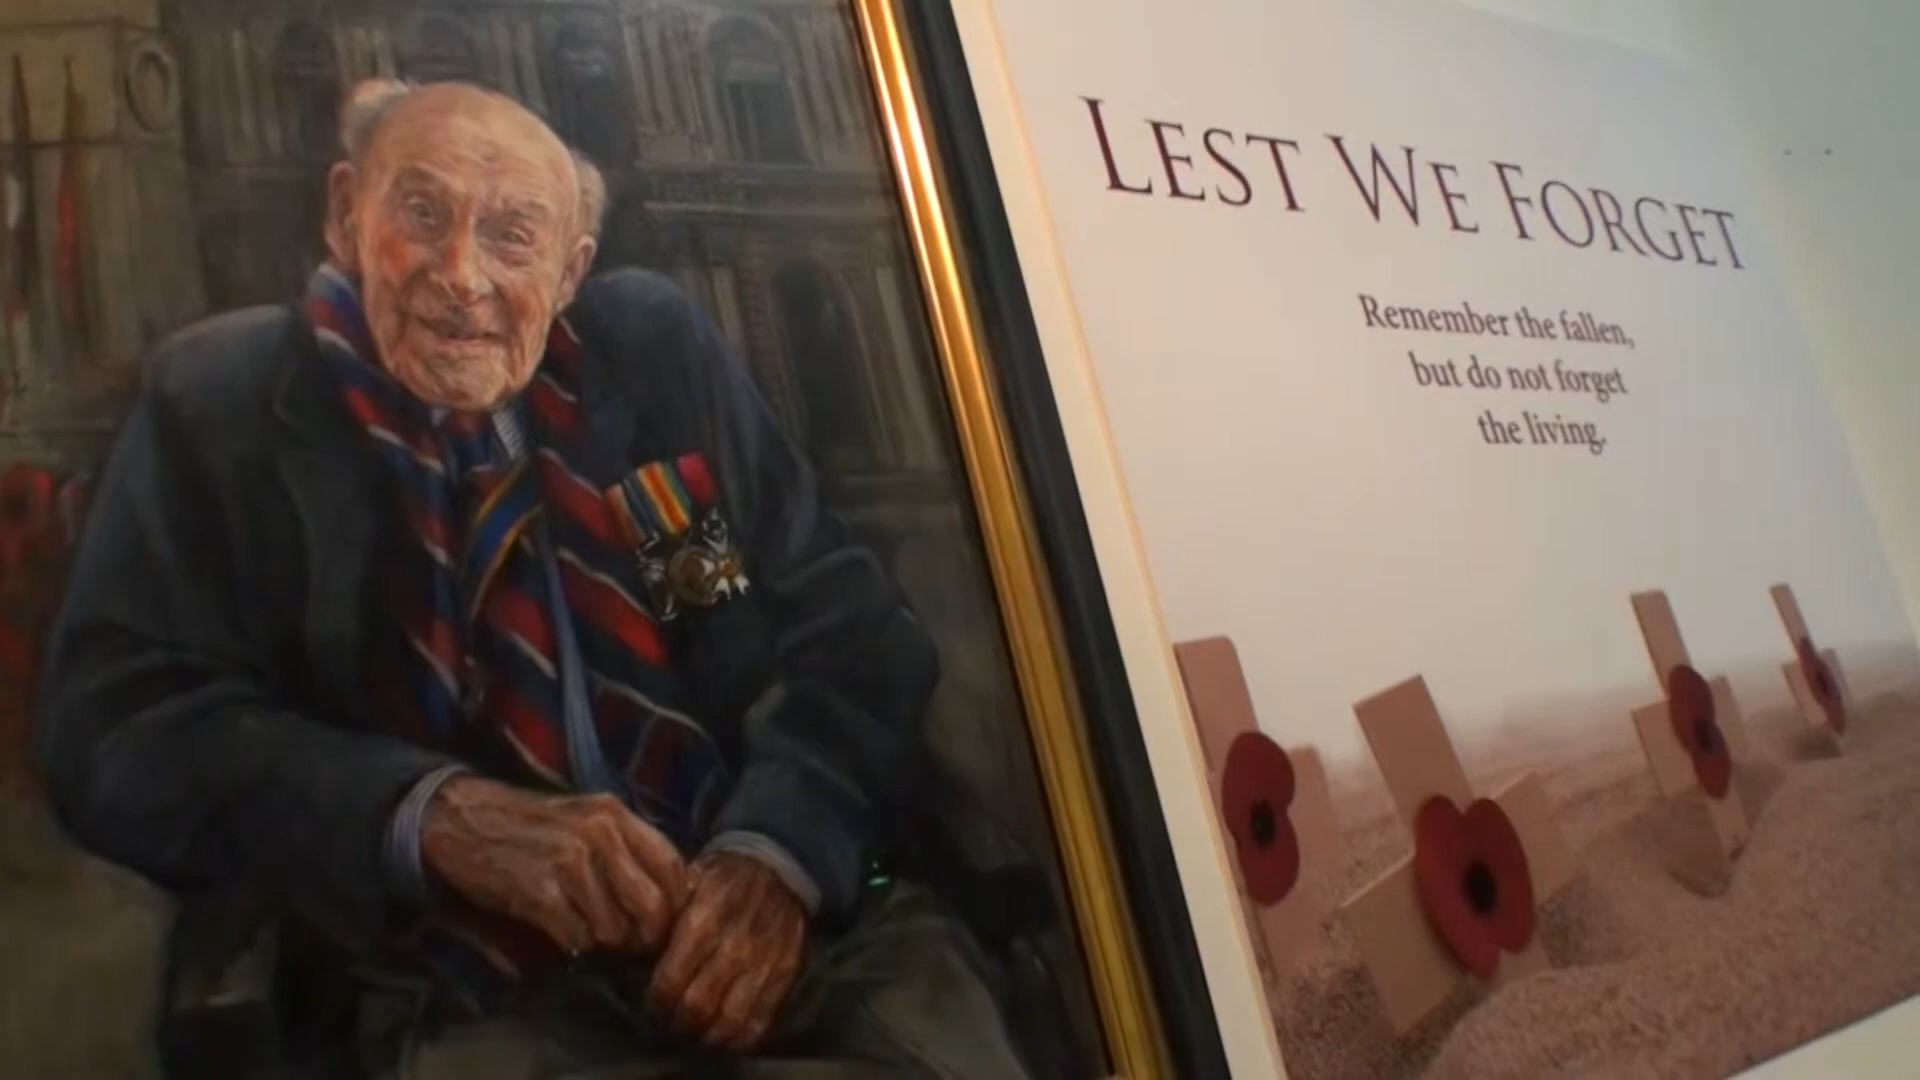 LEST WE FORGET
Remember the fallen,
but do not forget
the living.